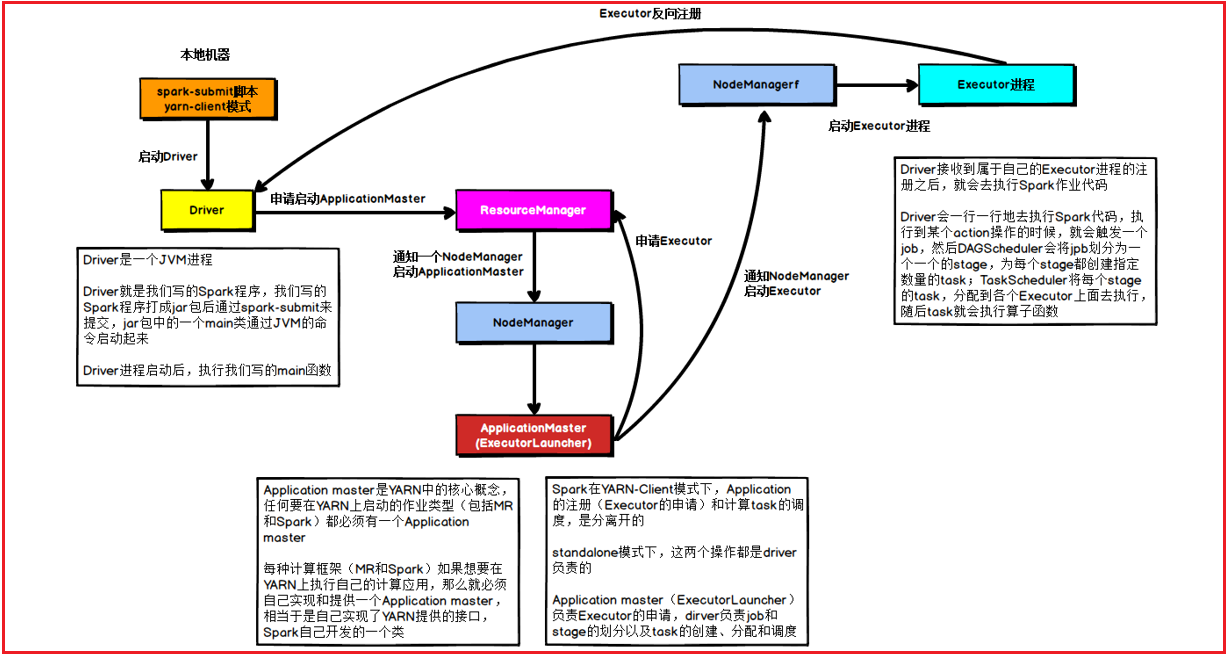 Executor反向注册
本地机器
spark-submit脚本
yarn-client模式
NodeManagerf
Executor进程
启动Executor进程
启动Driver
Driver
申请启动ApplicationMaster
ResourceManager
申请Executor
通知一个NodeManager
启动ApplicationMaster
通知NodeManager
启动Executor
NodeManager
ApplicationMaster
(ExecutorLauncher)
Driver接收到属于自己的Executor进程的注
册之后，就会去执行Spark作业代码
Driver会一行一行地去执行Spark代码，执
行到某个action操作的时候，就会触发一个
job，然后DAGScheduler会将jpb划分为一
个一个的stage，为每个stage都创建指定
数量的task；TaskScheduler将每个stage
的task，分配到各个Executor上面去执行，
随后task就会执行算子函数
Driver是一个JVM进程
Driver就是我们写的Spark程序，我们写的
Spark程序打成jar包后通过spark-submit来
提交，jar包中的一个main类通过JVM的命
令启动起来
Driver进程启动后，执行我们写的main函数
Application master是YARN中的核心概念，
任何要在YARN上启动的作业类型（包括MR
和Spark）都必须有一个Application
master
每种计算框架（MR和Spark）如果想要在
YARN上执行自己的计算应用，那么就必须
自己实现和提供一个Application master，
相当于是自己实现了YARN提供的接口，
Spark自己开发的一个类
Spark在YARN-Client模式下，Application
的注册（Executor的申请）和计算task的调
度，是分离开的
standalone模式下，这两个操作都是driver
负责的
Application master（ExecutorLauncher）
负责Executor的申请，dirver负责job和
stage的划分以及task的创建、分配和调度